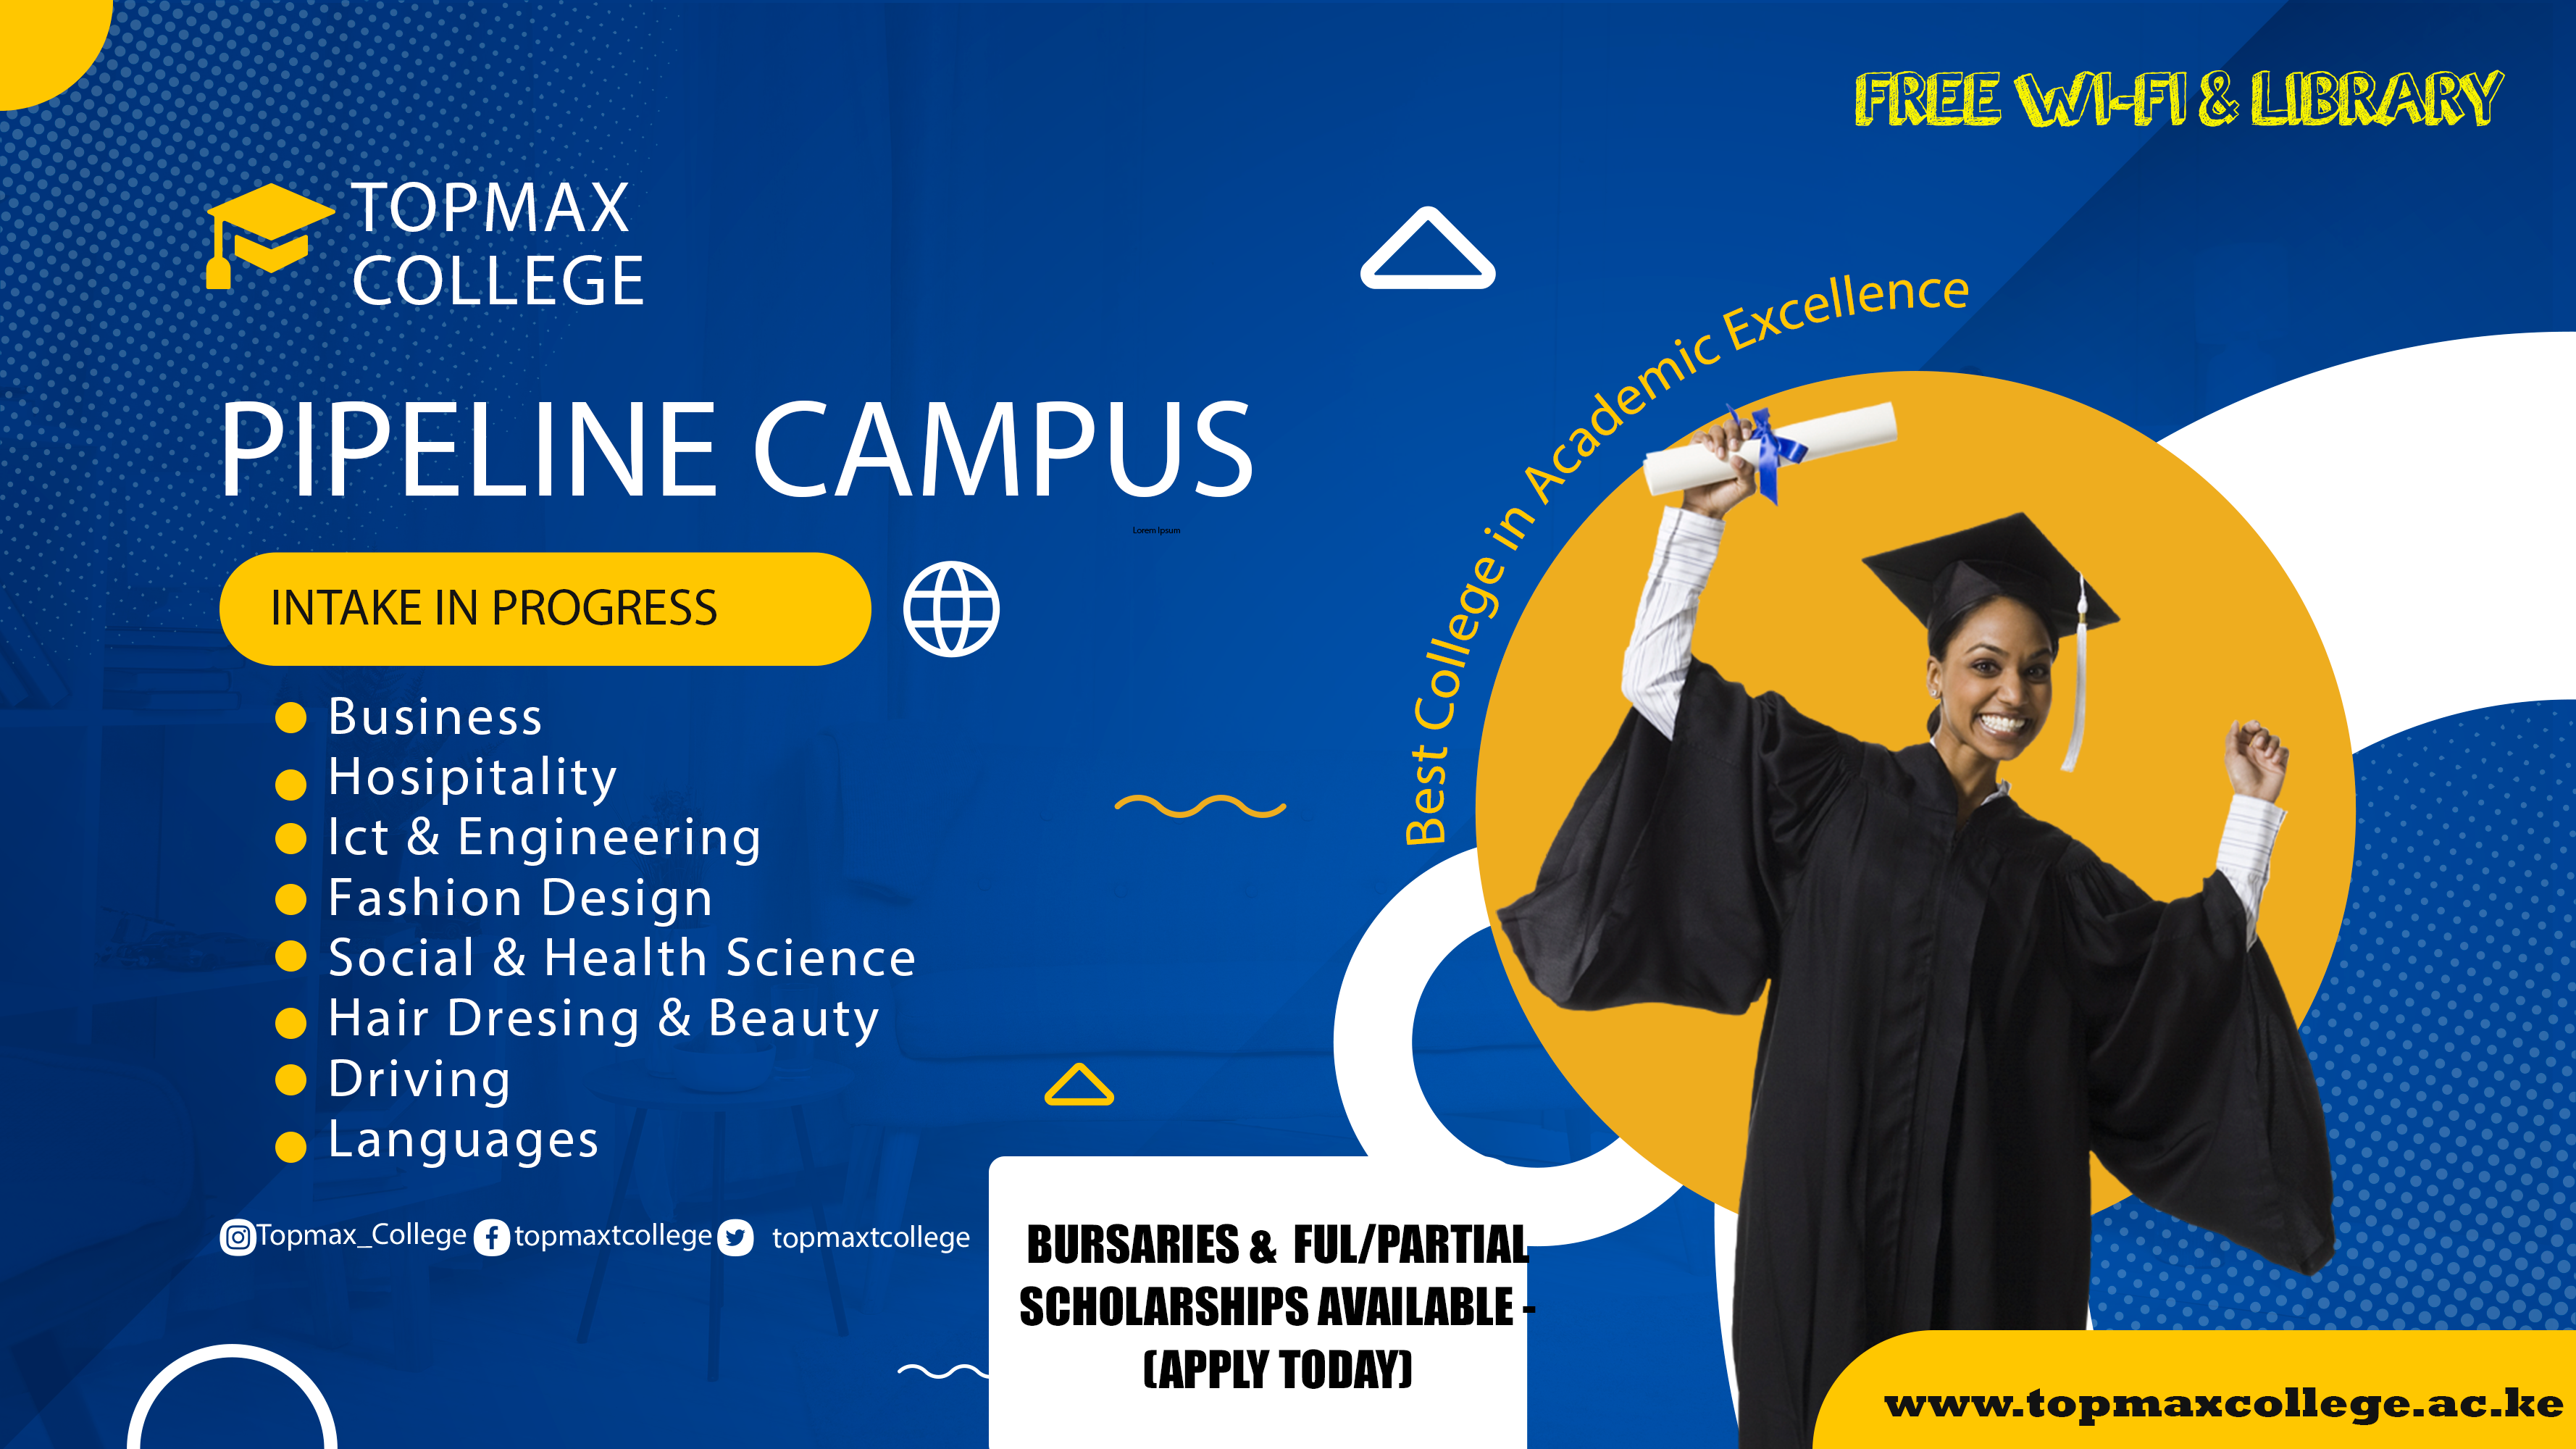 FREE WI-FI & LIBRARY
TOPMAX
COLLEGE
Best College in Academic Excellence
PIPELINE CAMPUS
Lorem Ipsum
INTAKE IN PROGRESS
Business
Hosipitality
Ict & Engineering
Fashion Design
Social & Health Science
Hair Dresing & Beauty
Driving
Languages
Topmax_College topmaxtcollege topmaxtcollege
BURSARIES & FUL/PARTIAL
SCHOLARSHIPS AVAILABLE -
(APPLY TODAY)
www.topmaxcollege.ac.ke